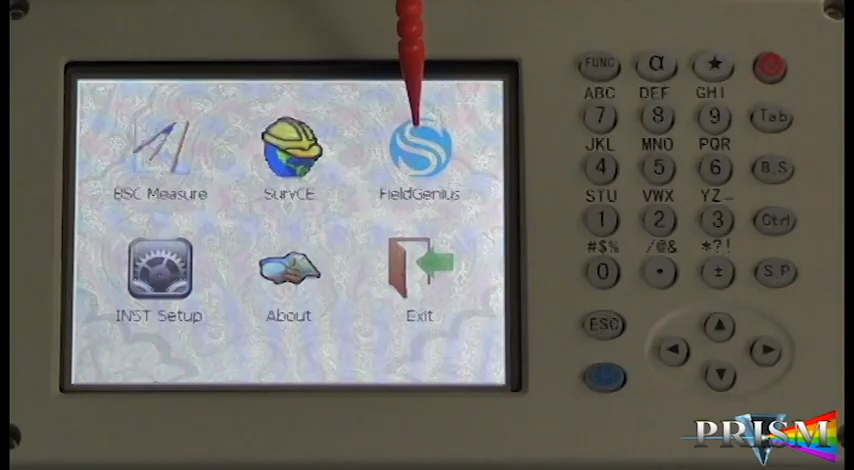 BSC Measure SurvCE FieldGenius
INST Setup About Exit
FUNC α ★
ABC DEF GHI
7 8 9 Tab
JKL MNO PQR
4 5 6 B.S
STU VWX YZ_
1 2 3 Ctrl
#$% /@& *?!
0 • ± S.P
ESC
PRISM